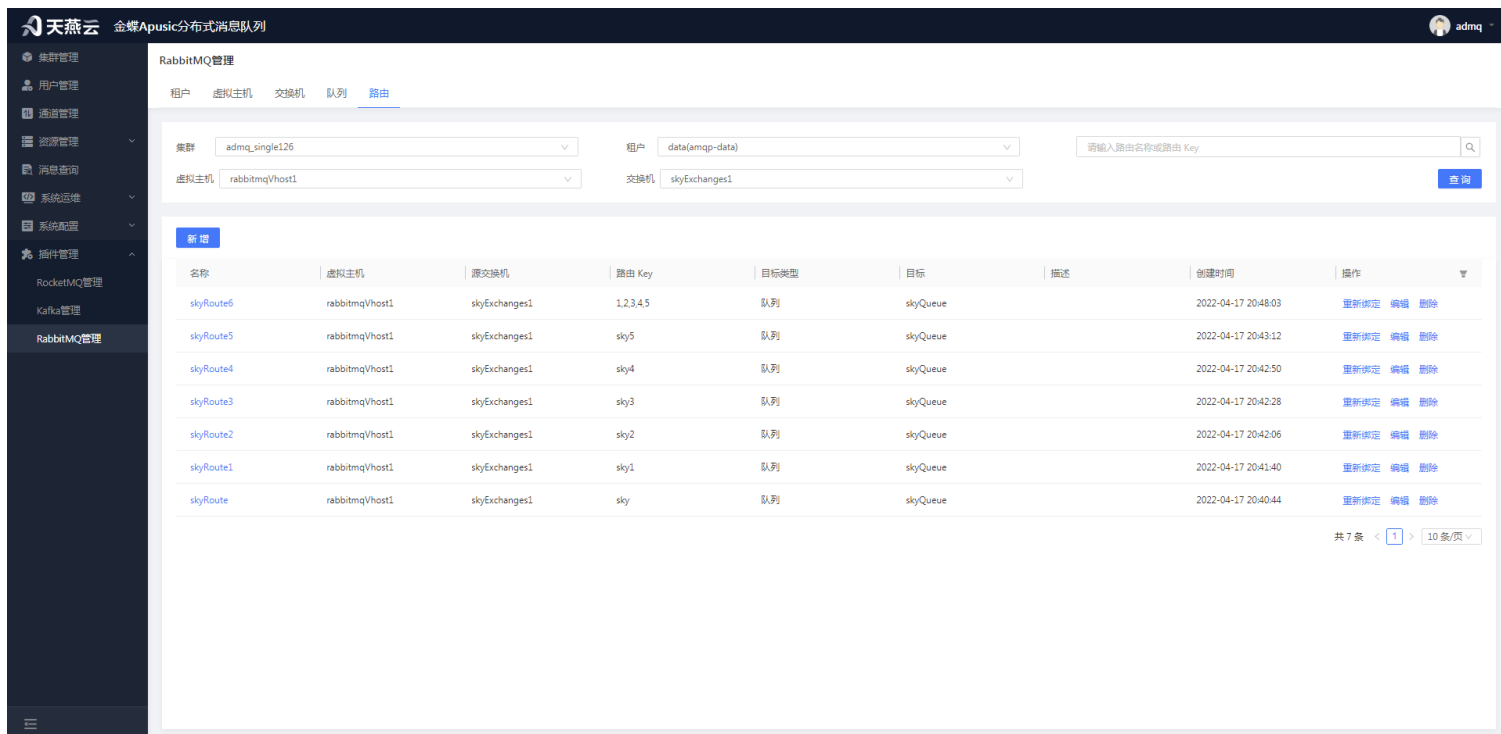 天燕云 金蝶Apusic分布式消息队列 admq
集群管理
用户管理
通道管理
资源管理
消息查询
系统运维
系统配置
插件管理
RocketMQ管理
Kafka管理
RabbitMQ管理
RabbitMQ管理
租户 虚拟主机 交换机 队列 路由
集群 admq_single126 租户 data(amqp-data) 请输入路由名称或路由 Key
虚拟主机 rabbitmqVhost1 交换机 skyExchanges1 查询
新增
名称 虚拟主机 源交换机 路由 Key 目标类型 目标 描述 创建时间 操作
skyRoute6 rabbitmqVhost1 skyExchanges1 1,2,3,4,5 队列 skyQueue 2022-04-17 20:48:03 重新绑定 编辑 删除
skyRoute5 rabbitmqVhost1 skyExchanges1 sky5 队列 skyQueue 2022-04-17 20:43:12 重新绑定 编辑 删除
skyRoute4 rabbitmqVhost1 skyExchanges1 sky4 队列 skyQueue 2022-04-17 20:42:50 重新绑定 编辑 删除
skyRoute3 rabbitmqVhost1 skyExchanges1 sky3 队列 skyQueue 2022-04-17 20:42:28 重新绑定 编辑 删除
skyRoute2 rabbitmqVhost1 skyExchanges1 sky2 队列 skyQueue 2022-04-17 20:42:06 重新绑定 编辑 删除
skyRoute1 rabbitmqVhost1 skyExchanges1 sky1 队列 skyQueue 2022-04-17 20:41:40 重新绑定 编辑 删除
skyRoute rabbitmqVhost1 skyExchanges1 sky 队列 skyQueue 2022-04-17 20:40:44 重新绑定 编辑 删除
共 7 条 < 1 > 10 条/页